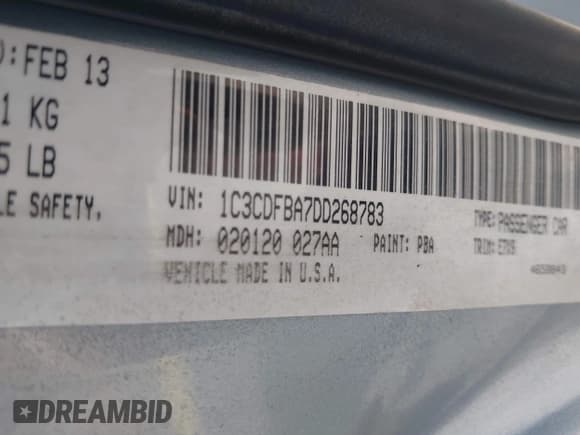 ):FEB 13
1 KG
5 LB
LE SAFETY,
VIN: 1C3CDFBA7DD268783
TYPE: PASSENGER CAR
MDH: 020120 027AA PAINT: PBA
VEHICLE MADE IN U.S.A.
DREAMBID